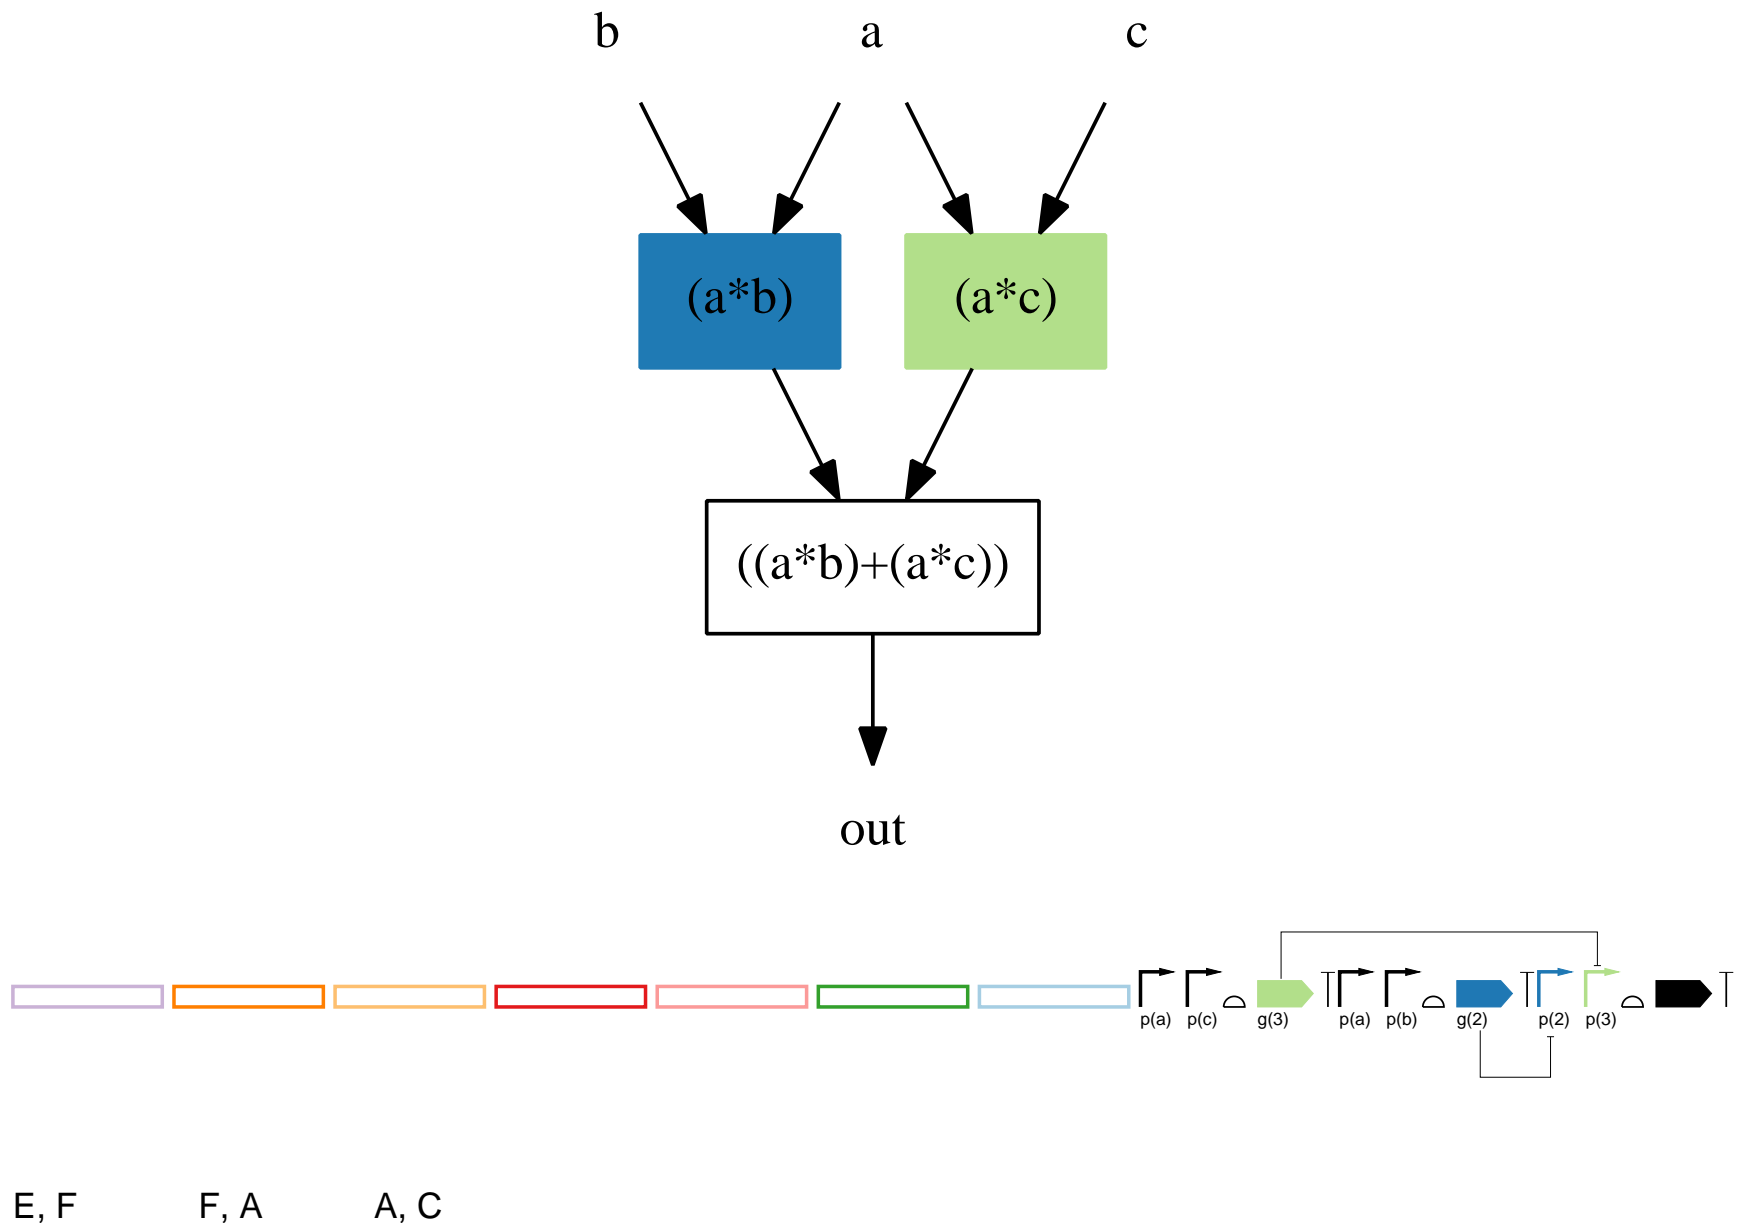 b a c
(a*b) (a*c)
((a*b)+(a*c))
out
p(a) p(c) g(3) p(a) p(b) g(2) p(2) p(3)
E, F F, A A, C